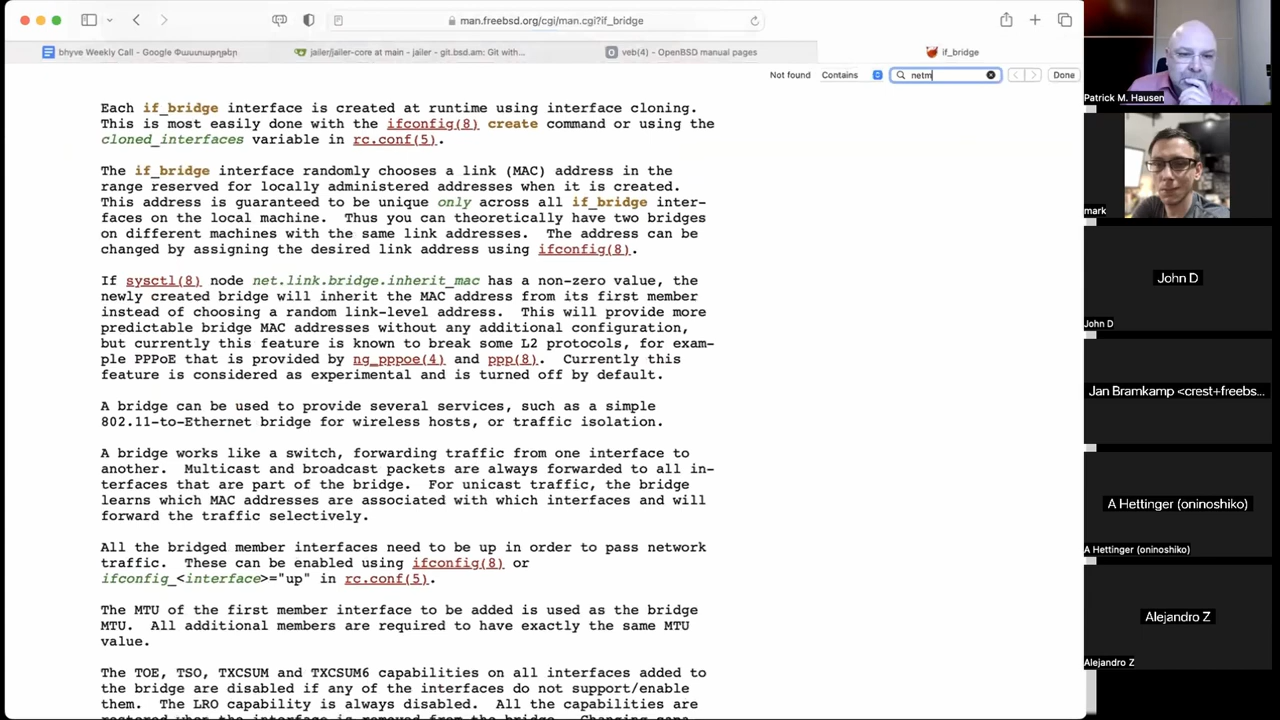 man.freebsd.org/cgi/man.cgi?if_bridge
bhyve Weekly Call - Google Փաստաթղթեր
jailer/jailer-core at main - jailer - git.bsd.am: Git with...
veb(4) - OpenBSD manual pages
if_bridge
Not found
Contains
netm
Done
Each if_bridge interface is created at runtime using interface cloning.
This is most easily done with the ifconfig(8) create command or using the
cloned_interfaces variable in rc.conf(5).
The if_bridge interface randomly chooses a link (MAC) address in the
range reserved for locally administered addresses when it is created.
This address is guaranteed to be unique only across all if_bridge inter-
faces on the local machine. Thus you can theoretically have two bridges
on different machines with the same link addresses. The address can be
changed by assigning the desired link address using ifconfig(8).
If sysctl(8) node net.link.bridge.inherit_mac has a non-zero value, the
newly created bridge will inherit the MAC address from its first member
instead of choosing a random link-level address. This will provide more
predictable bridge MAC addresses without any additional configuration,
but currently this feature is known to break some L2 protocols, for exam-
ple PPPoE that is provided by ng_pppoe(4) and ppp(8). Currently this
feature is considered as experimental and is turned off by default.
A bridge can be used to provide several services, such as a simple
802.11-to-Ethernet bridge for wireless hosts, or traffic isolation.
A bridge works like a switch, forwarding traffic from one interface to
another. Multicast and broadcast packets are always forwarded to all in-
terfaces that are part of the bridge. For unicast traffic, the bridge
learns which MAC addresses are associated with which interfaces and will
forward the traffic selectively.
All the bridged member interfaces need to be up in order to pass network
traffic. These can be enabled using ifconfig(8) or
ifconfig_<interface>="up" in rc.conf(5).
The MTU of the first member interface to be added is used as the bridge
MTU. All additional members are required to have exactly the same MTU
value.
The TOE, TSO, TXCSUM and TXCSUM6 capabilities on all interfaces added to
the bridge are disabled if any of the interfaces do not support/enable
them. The LRO capability is always disabled. All the capabilities are
restored when the interface is removed from the bridge. Changing capa-
Patrick M. Hausen
mark
John D
John D
Jan Bramkamp <crest+freebs...
A Hettinger (oninoshiko)
A Hettinger (oninoshiko)
Alejandro Z
Alejandro Z